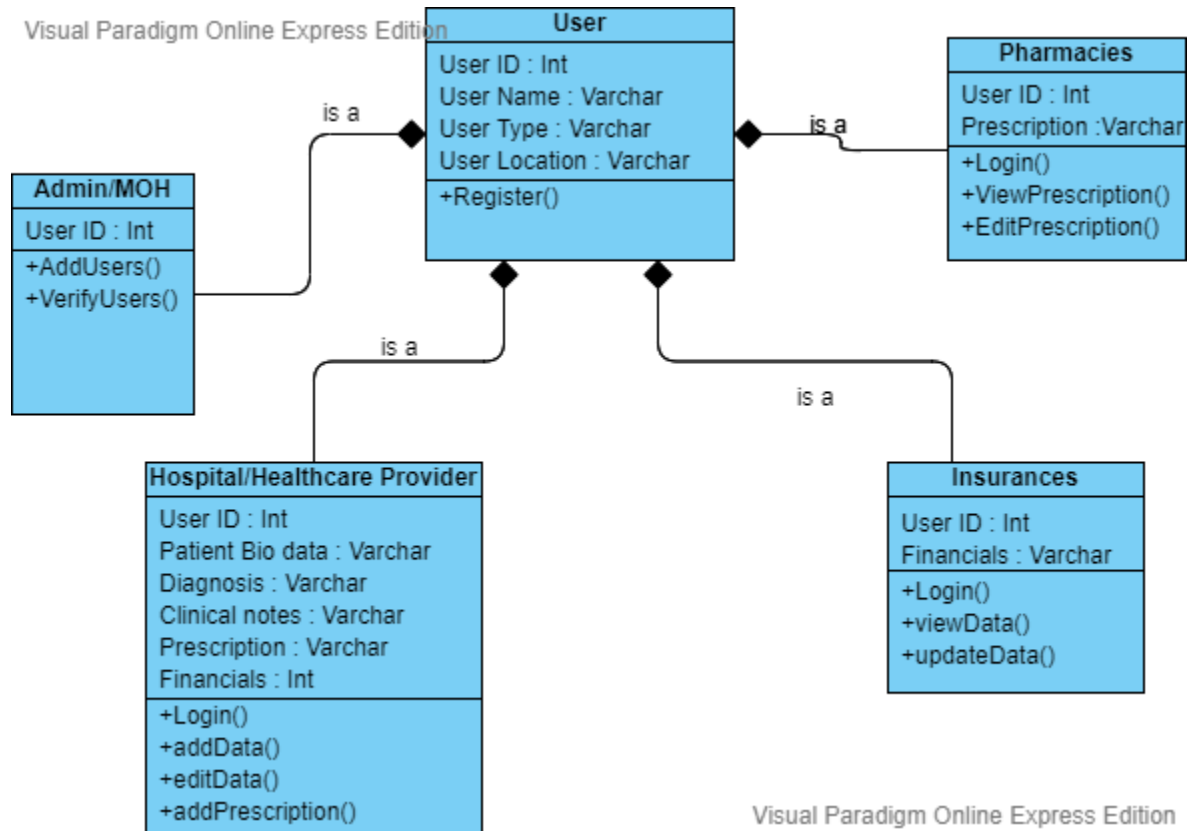 Visual Paradigm Online Express Edition
User
User ID : Int
User Name : Varchar
User Type : Varchar
User Location : Varchar
+Register()
Pharmacies
User ID : Int
Prescription :Varchar
+Login()
+ViewPrescription()
+EditPrescription()
is a
is a
Admin/MOH
User ID : Int
+AddUsers()
+VerifyUsers()
is a
is a
Hospital/Healthcare Provider
User ID : Int
Patient Bio data : Varchar
Diagnosis : Varchar
Clinical notes : Varchar
Prescription : Varchar
Financials : Int
+Login()
+addData()
+editData()
+addPrescription()
Insurances
User ID : Int
Financials : Varchar
+Login()
+viewData()
+updateData()
Visual Paradigm Online Express Edition